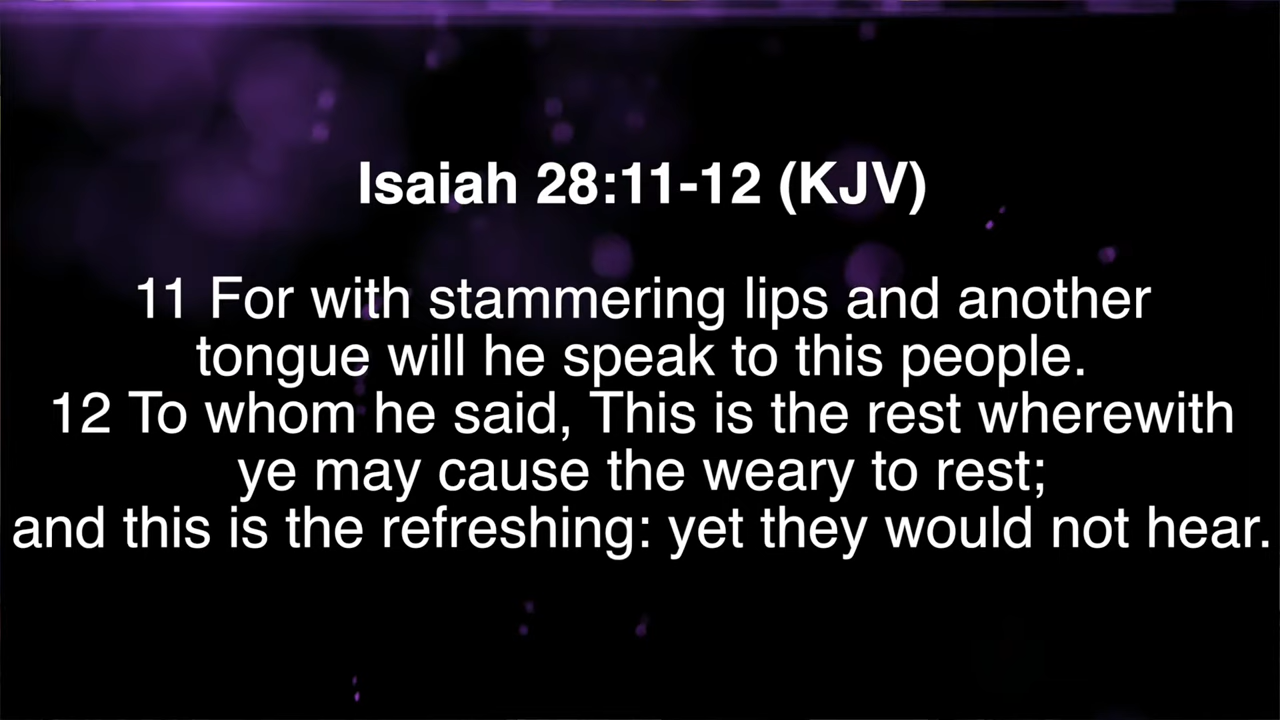 Isaiah 28:11-12 (KJV)
11 For with stammering lips and another
tongue will he speak to this people.
12 To whom he said, This is the rest wherewith
ye may cause the weary to rest;
and this is the refreshing: yet they would not hear.